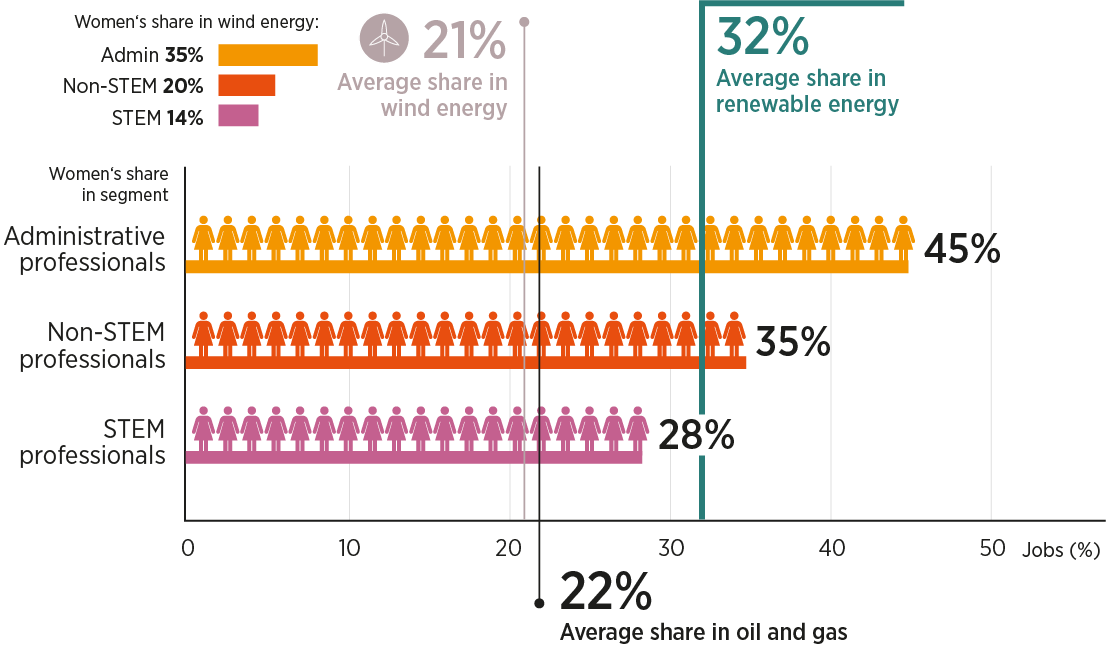 Women‘s share in wind energy:
Admin 35%
Non-STEM 20%
STEM 14%
21%
Average share in
wind energy
32%
Average share in
renewable energy
Women‘s share
in segment
Administrative
professionals
45%
Non-STEM
professionals
35%
STEM
professionals
28%
0 10 20 30 40 50 Jobs (%)
22%
Average share in oil and gas